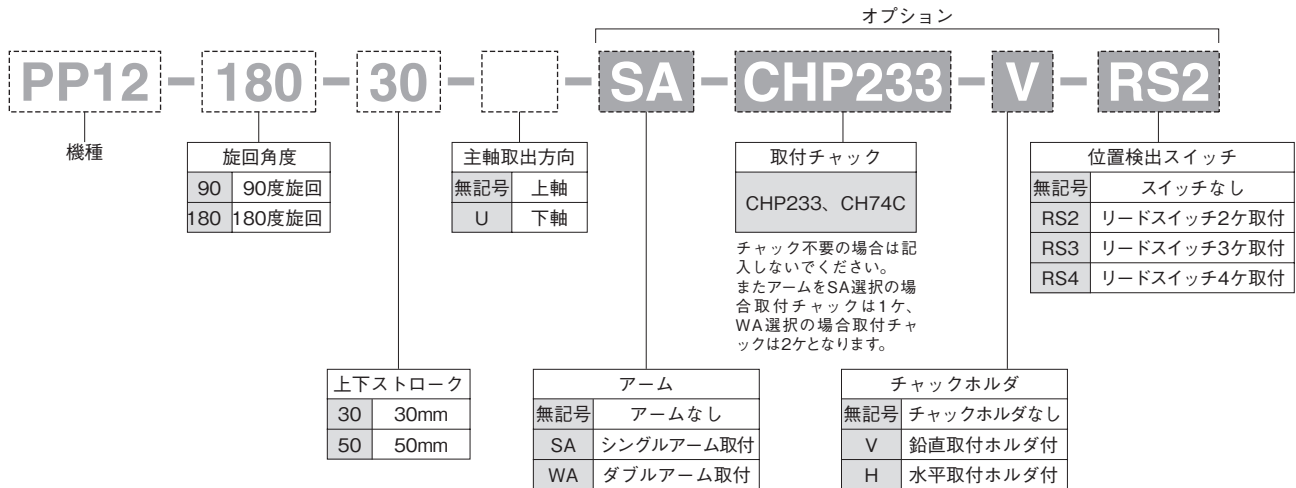 オプション
PP12-180-30- -SA-CHP233-V-RS2
機種
旋回角度
90 90度旋回
180 180度旋回
主軸取出方向
無記号 上軸
U 下軸
取付チャック
CHP233、CH74C
チャック不要の場合は記
入しないでください。
またアームをSA選択の場
合取付チャックは1ケ、
WA選択の場合取付チャ
ックは2ケとなります。
位置検出スイッチ
無記号 スイッチなし
RS2 リードスイッチ2ケ取付
RS3 リードスイッチ3ケ取付
RS4 リードスイッチ4ケ取付
上下ストローク
30 30mm
50 50mm
アーム
無記号 アームなし
SA シングルアーム取付
WA ダブルアーム取付
チャックホルダ
無記号 チャックホルダなし
V 鉛直取付ホルダ付
H 水平取付ホルダ付